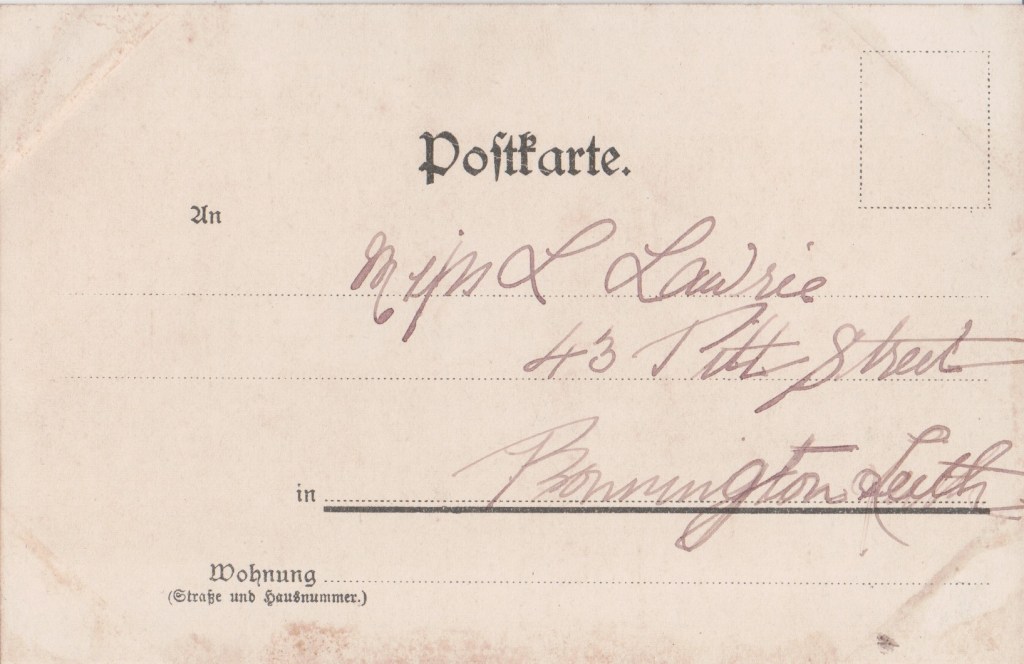 Postkarte.
An
Miss L Lawrie
43 Pitt Street
in Bonnington Leith
Wohnung
(Straße und Hausnummer.)